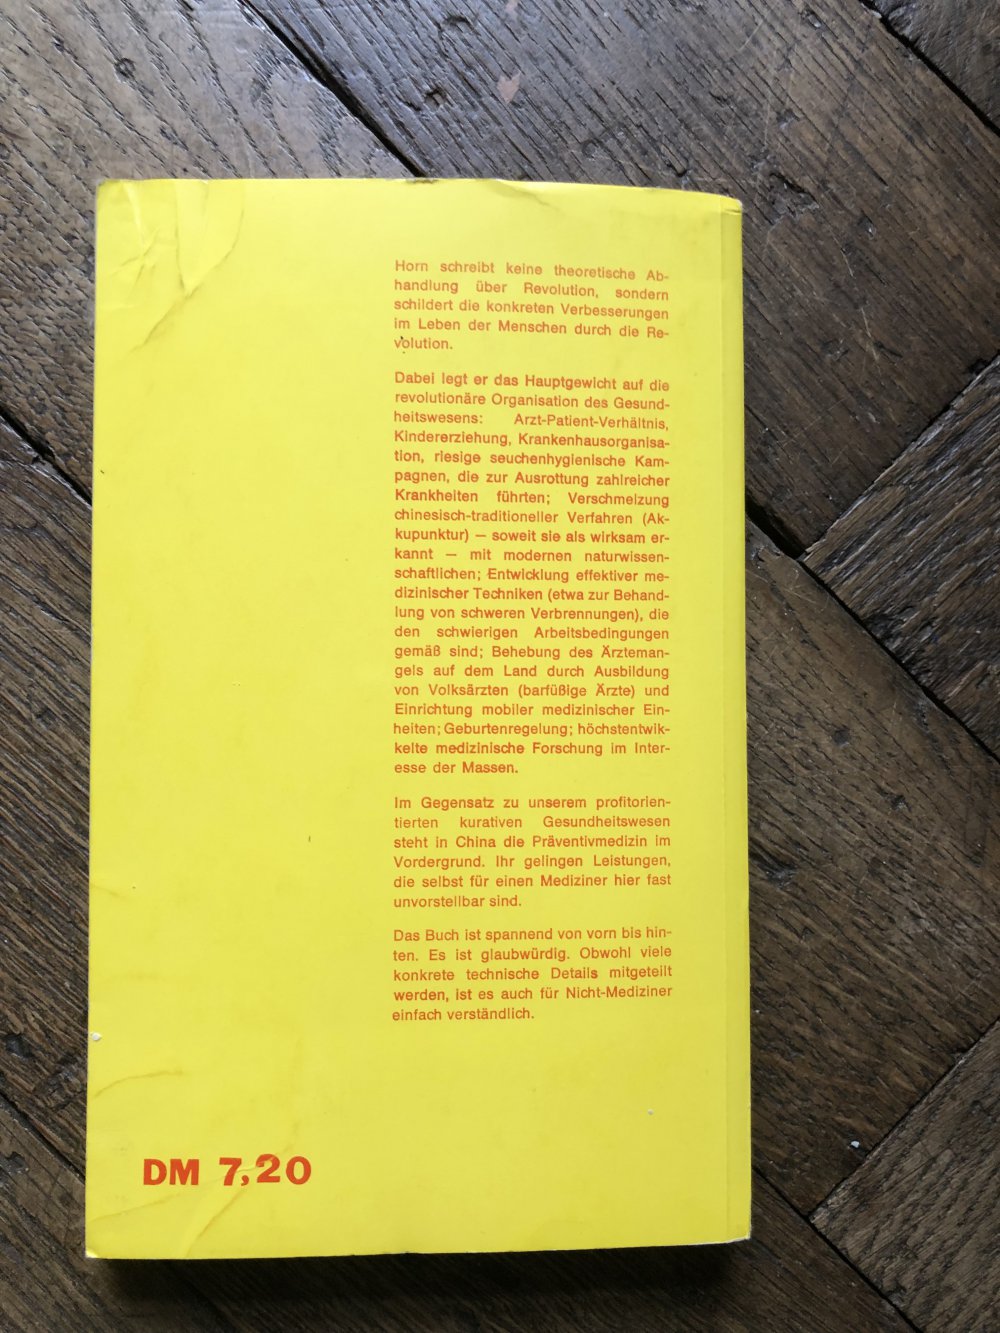 Horn schreibt keine theoretische Ab-
handlung über Revolution, sondern
schildert die konkreten Verbesserungen
im Leben der Menschen durch die Re-
volution.
Dabei legt er das Hauptgewicht auf die
revolutionäre Organisation des Gesund-
heitswesens: Arzt-Patient-Verhältnis,
Kindererziehung, Krankenhausorganisa-
tion, riesige seuchenhygienische Kam-
pagnen, die zur Ausrottung zahlreicher
Krankheiten führten; Verschmelzung
chinesisch-traditioneller Verfahren (Ak-
kupunktur) — soweit sie als wirksam er-
kannt — mit modernen naturwissen-
schaftlichen; Entwicklung effektiver me-
dizinischer Techniken (etwa zur Behand-
lung von schweren Verbrennungen), die
den schwierigen Arbeitsbedingungen
gemäß sind; Behebung des Ärzteman-
gels auf dem Land durch Ausbildung
von Volksärzten (barfüßige Ärzte) und
Einrichtung mobiler medizinischer Ein-
heiten; Geburtenregelung; höchstentwik-
kelte medizinische Forschung im Inter-
esse der Massen.
Im Gegensatz zu unserem profitorien-
tierten kurativen Gesundheitswesen
steht in China die Präventivmedizin im
Vordergrund. Ihr gelingen Leistungen,
die selbst für einen Mediziner hier fast
unvorstellbar sind.
Das Buch ist spannend von vorn bis hin-
ten. Es ist glaubwürdig. Obwohl viele
konkrete technische Details mitgeteilt
werden, ist es auch für Nicht-Mediziner
einfach verständlich.
DM 7,20